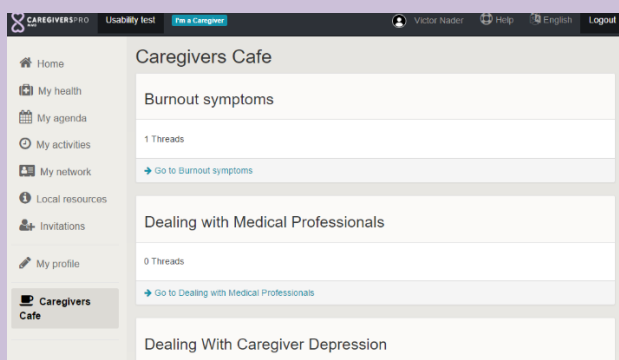 CAREGIVERSPRO
Usability test
I'm a Caregiver
Victor Nader
Help
English
Logout
Home
My health
My agenda
My activities
My network
Local resources
Invitations
My profile
Caregivers
Cafe
Caregivers Cafe
Burnout symptoms
1 Threads
Go to Burnout symptoms
Dealing with Medical Professionals
0 Threads
Go to Dealing with Medical Professionals
Dealing With Caregiver Depression